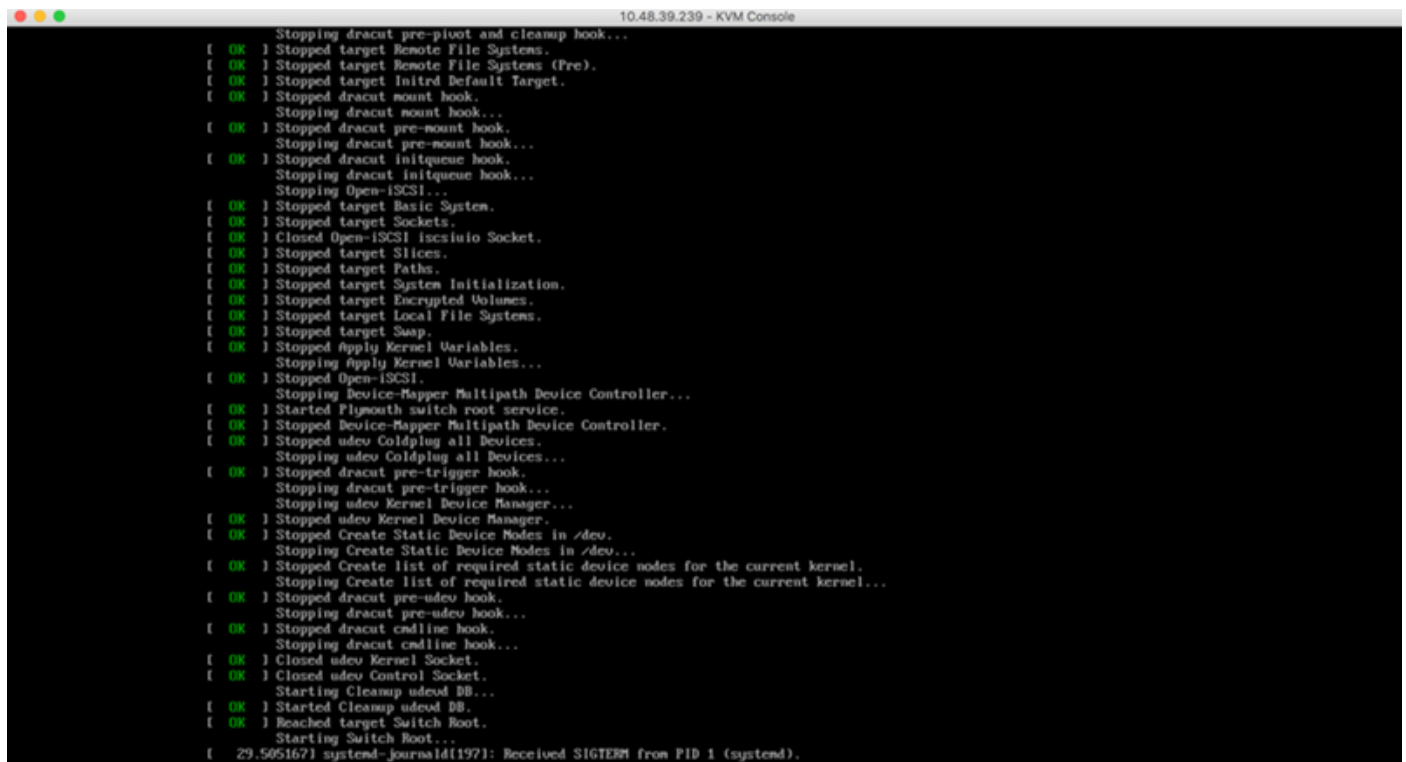 10.48.39.239 - KVM Console
Stopping dracut pre-pivot and cleanup hook...
[ OK ] Stopped target Remote File Systems.
[ OK ] Stopped target Remote File Systems (Pre).
[ OK ] Stopped target Initrd Default Target.
[ OK ] Stopped dracut mount hook.
Stopping dracut mount hook...
[ OK ] Stopped dracut pre-mount hook.
Stopping dracut pre-mount hook...
[ OK ] Stopped dracut initqueue hook.
Stopping dracut initqueue hook...
Stopping Open-iSCSI...
[ OK ] Stopped target Basic System.
[ OK ] Stopped target Sockets.
[ OK ] Closed Open-iSCSI iscsiuio Socket.
[ OK ] Stopped target Slices.
[ OK ] Stopped target Paths.
[ OK ] Stopped target System Initialization.
[ OK ] Stopped target Encrypted Volumes.
[ OK ] Stopped target Local File Systems.
[ OK ] Stopped target Swap.
[ OK ] Stopped Apply Kernel Variables.
Stopping Apply Kernel Variables...
[ OK ] Stopped Open-iSCSI.
Stopping Device-Mapper Multipath Device Controller...
[ OK ] Started Plymouth switch root service.
[ OK ] Stopped Device-Mapper Multipath Device Controller.
[ OK ] Stopped udev Coldplug all Devices.
Stopping udev Coldplug all Devices...
[ OK ] Stopped dracut pre-trigger hook.
Stopping dracut pre-trigger hook...
Stopping udev Kernel Device Manager...
[ OK ] Stopped udev Kernel Device Manager.
[ OK ] Stopped Create Static Device Nodes in /dev.
Stopping Create Static Device Nodes in /dev...
[ OK ] Stopped Create list of required static device nodes for the current kernel.
Stopping Create list of required static device nodes for the current kernel...
[ OK ] Stopped dracut pre-udev hook.
Stopping dracut pre-udev hook...
[ OK ] Stopped dracut cmdline hook.
Stopping dracut cmdline hook...
[ OK ] Closed udev Kernel Socket.
[ OK ] Closed udev Control Socket.
Starting Cleanup udevd DB...
[ OK ] Started Cleanup udevd DB.
[ OK ] Reached target Switch Root.
Starting Switch Root...
[ 29.505167] systemd-journald[197]: Received SIGTERM from PID 1 (systemd).